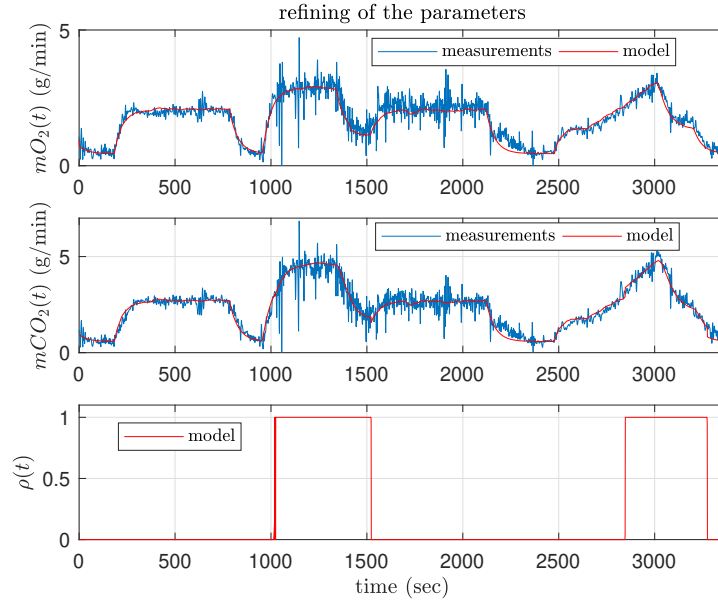 refining of the parameters
mO₂(t) (g/min)
5
0
measurements model
0 500 1000 1500 2000 2500 3000
mCO₂(t) (g/min)
5
0
measurements model
0 500 1000 1500 2000 2500 3000
ρ(t)
1
0.5
0
model
0 500 1000 1500 2000 2500 3000
time (sec)